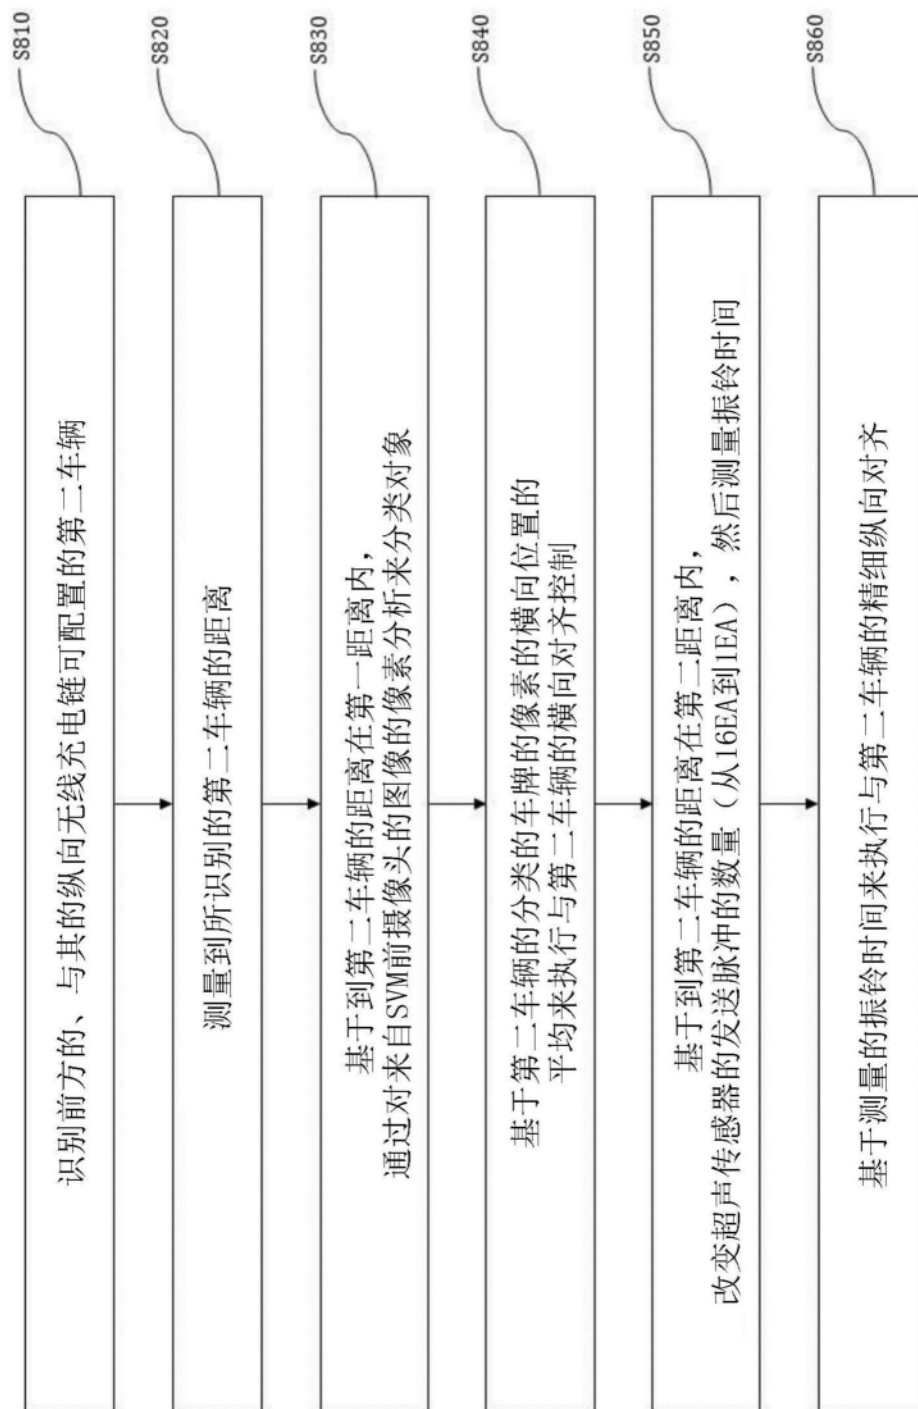 S810
识别前方的、与其的纵向无线充电链可配置的第二车辆
S820
测量到所识别的第二车辆的距离
S830
基于到第二车辆的距离在第一距离内，
通过对来自SVM前摄像头的图像的像素分析来分类对象
S840
基于第二车辆的分类的车牌的像素的横向位置的
平均来执行与第二车辆的横向对齐控制
S850
基于到第二车辆的距离在第二距离内，
改变超声传感器的发送脉冲的数量（从16EA到1EA），然后测量振铃时间
S860
基于测量的振铃时间来执行与第二车辆的精细纵向对齐